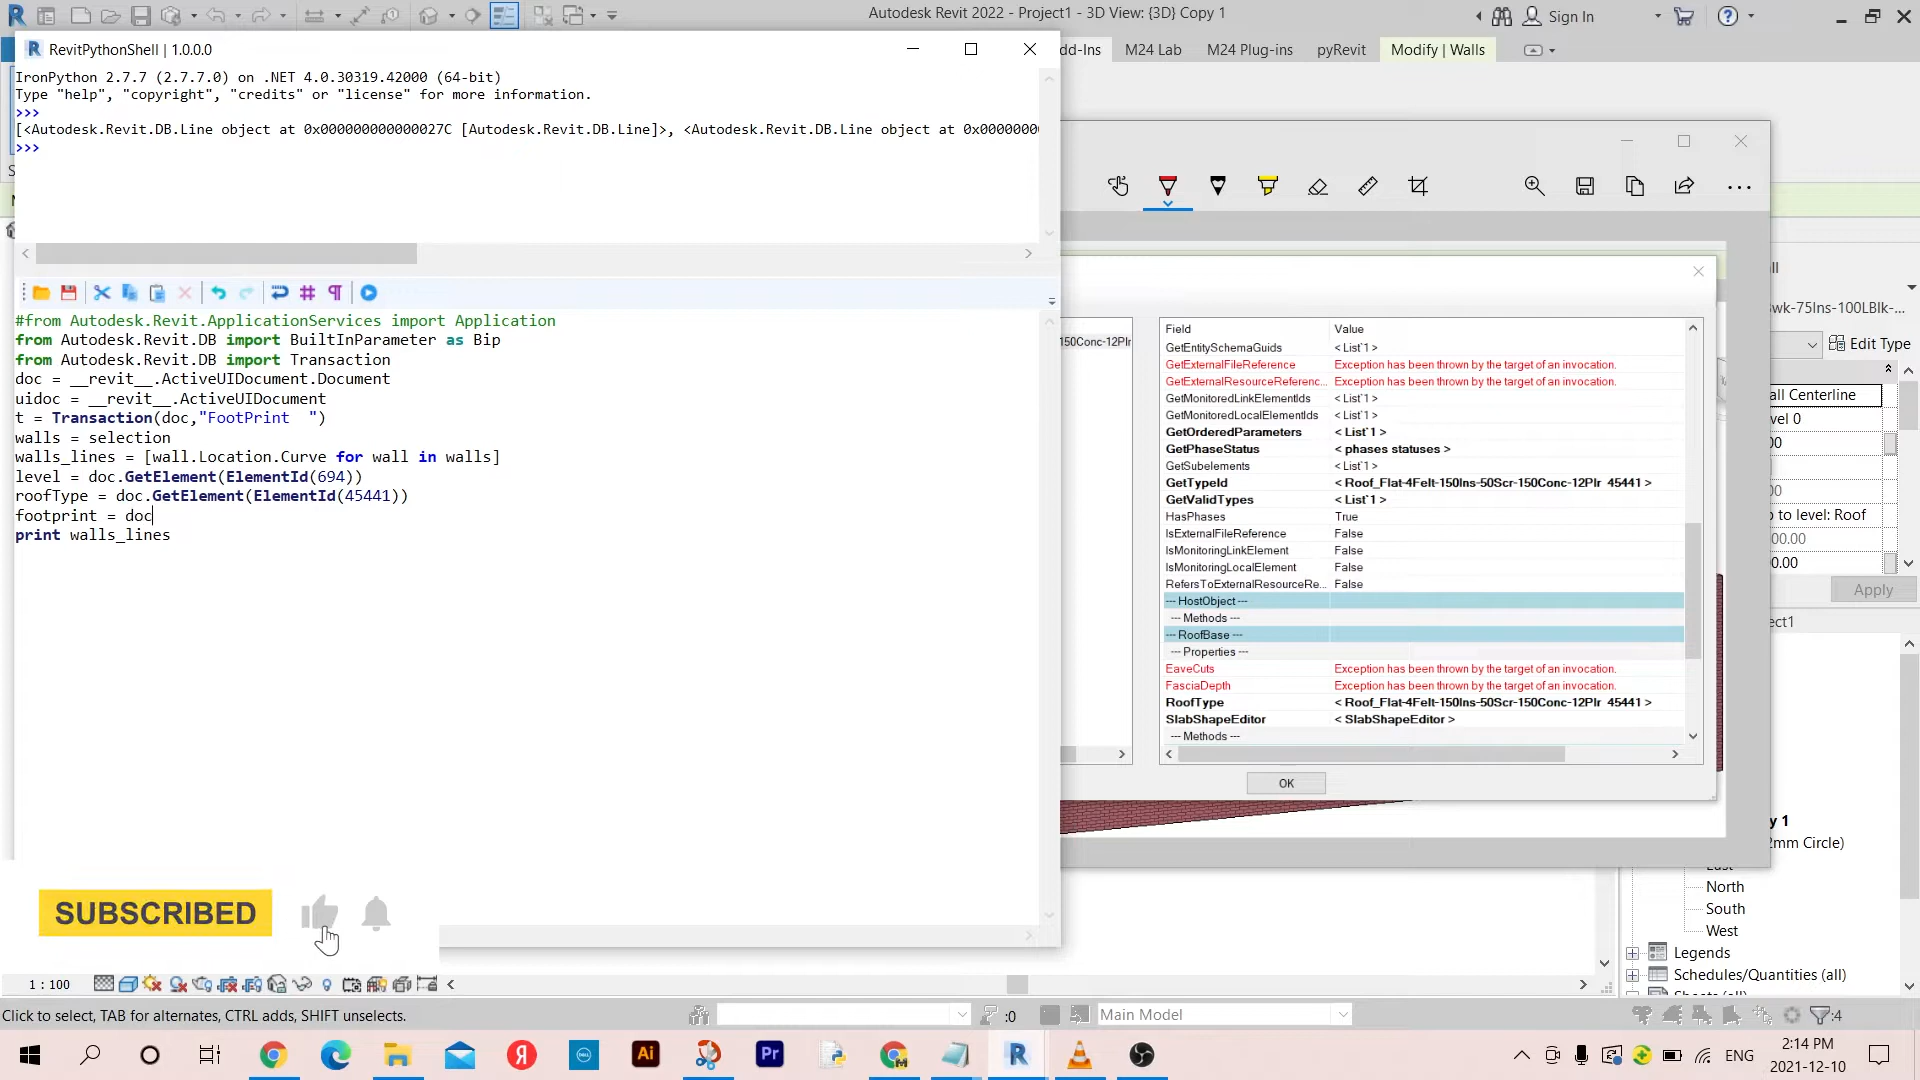 Autodesk Revit 2022 - Project1 - 3D View: {3D} Copy 1
Sign In
RevitPythonShell | 1.0.0.0
dd-Ins
M24 Lab
M24 Plug-ins
pyRevit
Modify | Walls
IronPython 2.7.7 (2.7.7.0) on .NET 4.0.30319.42000 (64-bit)
Type "help", "copyright", "credits" or "license" for more information.
>>>
[<Autodesk.Revit.DB.Line object at 0x000000000000027C [Autodesk.Revit.DB.Line]>, <Autodesk.Revit.DB.Line object at 0x0000000
>>>
#from Autodesk.Revit.ApplicationServices import Application
from Autodesk.Revit.DB import BuiltInParameter as Bip
from Autodesk.Revit.DB import Transaction
doc = __revit__.ActiveUIDocument.Document
uidoc = __revit__.ActiveUIDocument
t = Transaction(doc,"FootPrint  ")
walls = selection
walls_lines = [wall.Location.Curve for wall in walls]
level = doc.GetElement(ElementId(694))
roofType = doc.GetElement(ElementId(45441))
footprint = doc
print walls_lines
150Conc-12Plr
Field Value
GetEntitySchemaGuids < List`1 >
GetExternalFileReference Exception has been thrown by the target of an invocation.
GetExternalResourceReferenc... Exception has been thrown by the target of an invocation.
GetMonitoredLinkElementIds < List`1 >
GetMonitoredLocalElementIds < List`1 >
GetOrderedParameters < List`1 >
GetPhaseStatus < phases statuses >
GetSubelements < List`1 >
GetTypeId < Roof_Flat-4Felt-150Ins-50Scr-150Conc-12Plr 45441 >
GetValidTypes < List`1 >
HasPhases True
IsExternalFileReference False
IsMonitoringLinkElement False
IsMonitoringLocalElement False
RefersToExternalResourceRe... False
--- HostObject ---
--- Methods ---
--- RoofBase ---
--- Properties ---
EaveCuts Exception has been thrown by the target of an invocation.
FasciaDepth Exception has been thrown by the target of an invocation.
RoofType < Roof_Flat-4Felt-150Ins-50Scr-150Conc-12Plr 45441 >
SlabShapeEditor < SlabShapeEditor >
--- Methods ---
OK
ll
wk-75Ins-100LBlk-...
Edit Type
all Centerline
vel 0
00
00
p to level: Roof
00.00
00.00
Apply
ect1
y 1
2mm Circle)
North
South
West
Legends
Schedules/Quantities (all)
SUBSCRIBED
1 : 100
Click to select, TAB for alternates, CTRL adds, SHIFT unselects.
:0
Main Model
:4
Ai
Pr
R
ENG
2:14 PM
2021-12-10